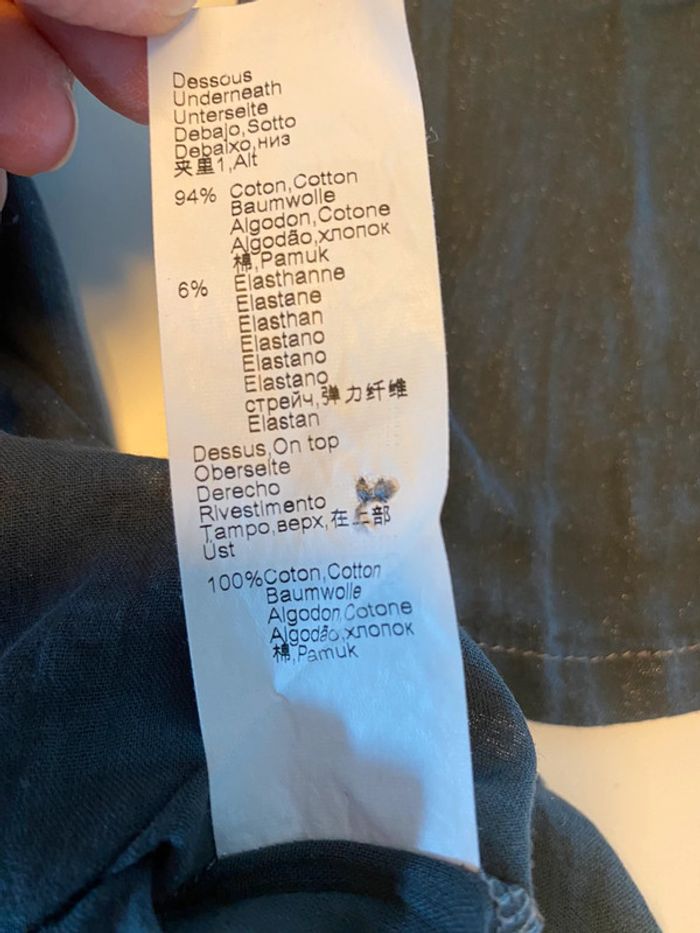 Dessous
Underneath
Unterseite
Debajo,Sotto
Debaixo,низ
夹里1,Alt
94% Coton,Cotton
Baumwolle
Algodon,Cotone
Algodão,хлопок
棉,Pamuk
6% Elasthanne
Elastane
Elasthan
Elastano
Elastano
Elastano
стрейч,弹力纤维
Elastan
Dessus,On top
Oberseite
Derecho
Rivestimento
Tampo,верх,在上部
Üst
100%Coton,Cotton
Baumwolle
Algodon,Cotone
Algodão,хлопок
棉,Pamuk